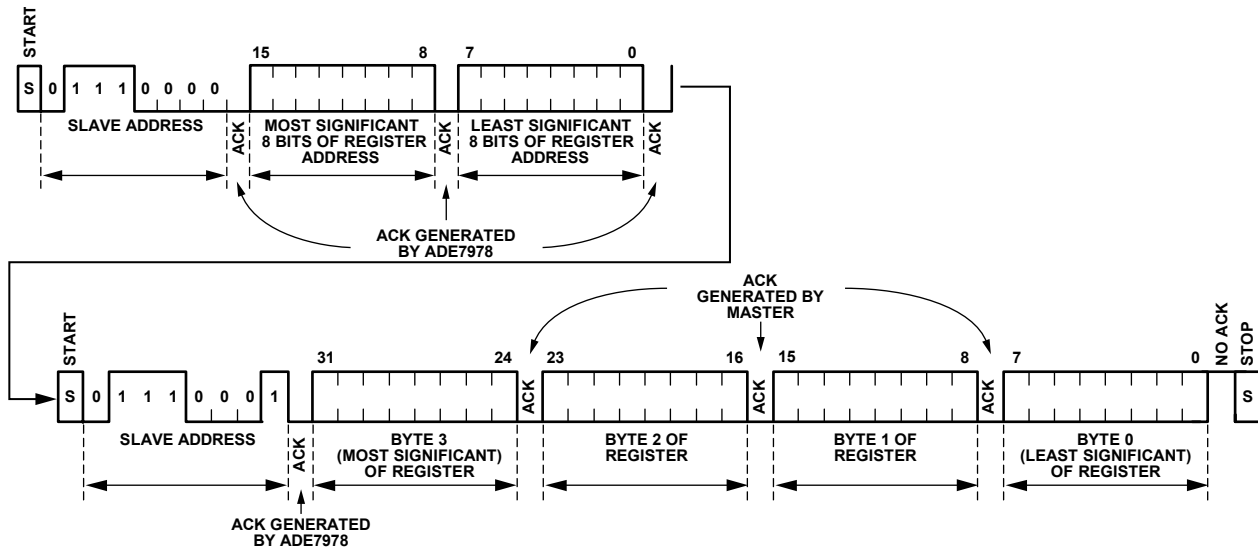 START
15 8 7 0
S 0 1 1 1 0 0 0 0
SLAVE ADDRESS
ACK
MOST SIGNIFICANT
8 BITS OF REGISTER
ADDRESS
ACK
LEAST SIGNIFICANT
8 BITS OF REGISTER
ADDRESS
ACK
ACK GENERATED
BY ADE7978
ACK
GENERATED BY
MASTER
START
31 24 23 16 15 8 7 0
NO ACK
STOP
S 0 1 1 1 0 0 0 1
S
SLAVE ADDRESS
ACK
BYTE 3
(MOST SIGNIFICANT)
OF REGISTER
ACK
BYTE 2 OF
REGISTER
ACK
BYTE 1 OF
REGISTER
ACK
BYTE 0
(LEAST SIGNIFICANT)
OF REGISTER
ACK GENERATED
BY ADE7978